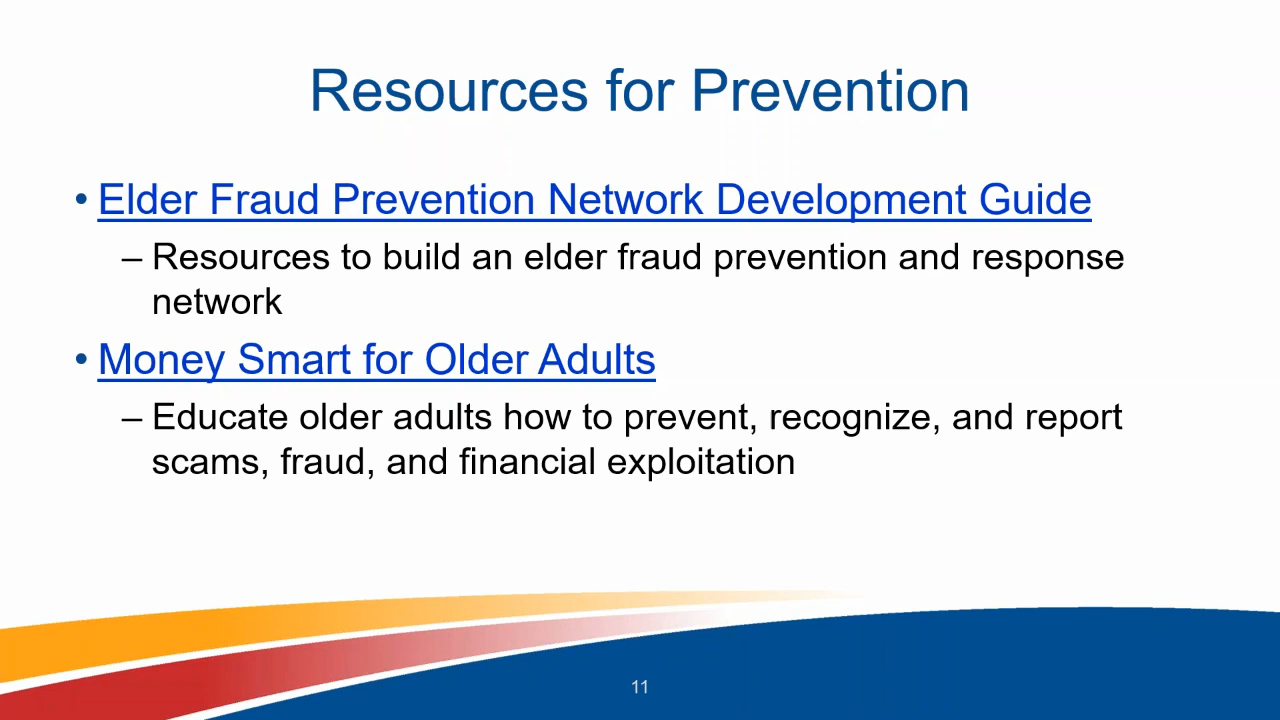 Resources for Prevention
• Elder Fraud Prevention Network Development Guide
– Resources to build an elder fraud prevention and response
network
• Money Smart for Older Adults
– Educate older adults how to prevent, recognize, and report
scams, fraud, and financial exploitation
11